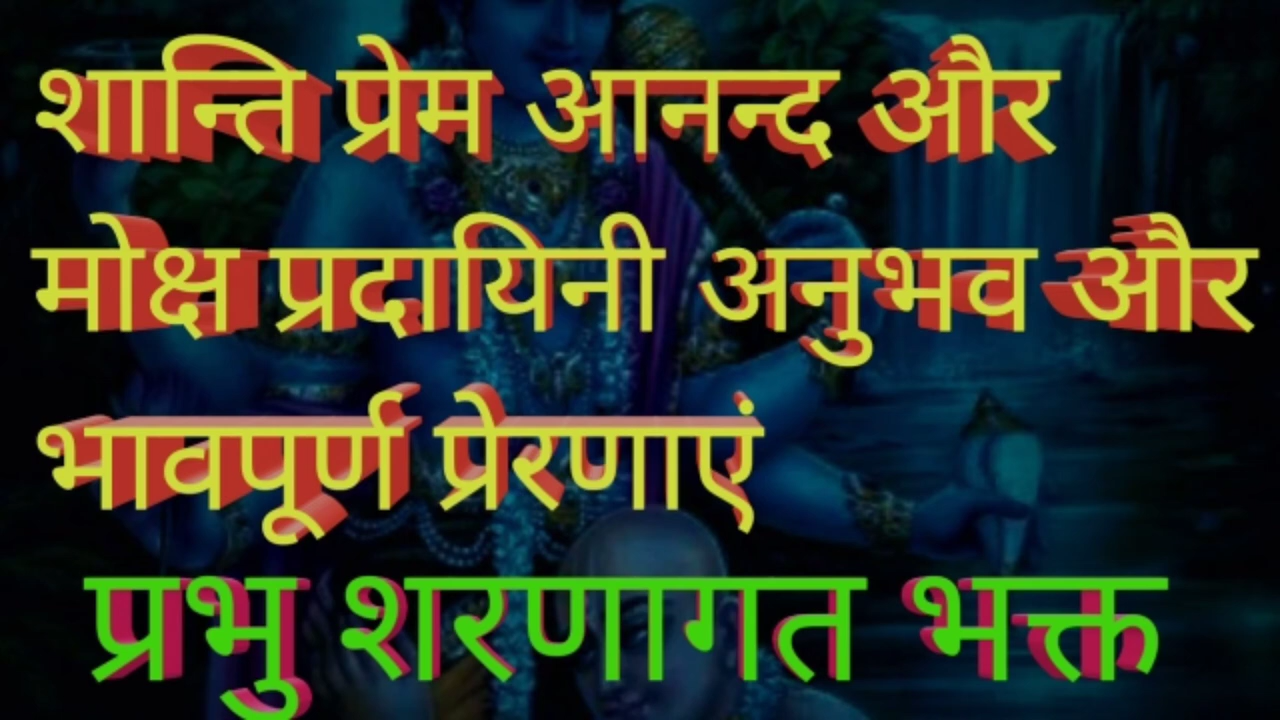 शान्ति प्रेम आनन्द और
मोक्ष प्रदायिनी अनुभव और
भावपूर्ण प्रेरणाएं
प्रभु शरणागत भक्त